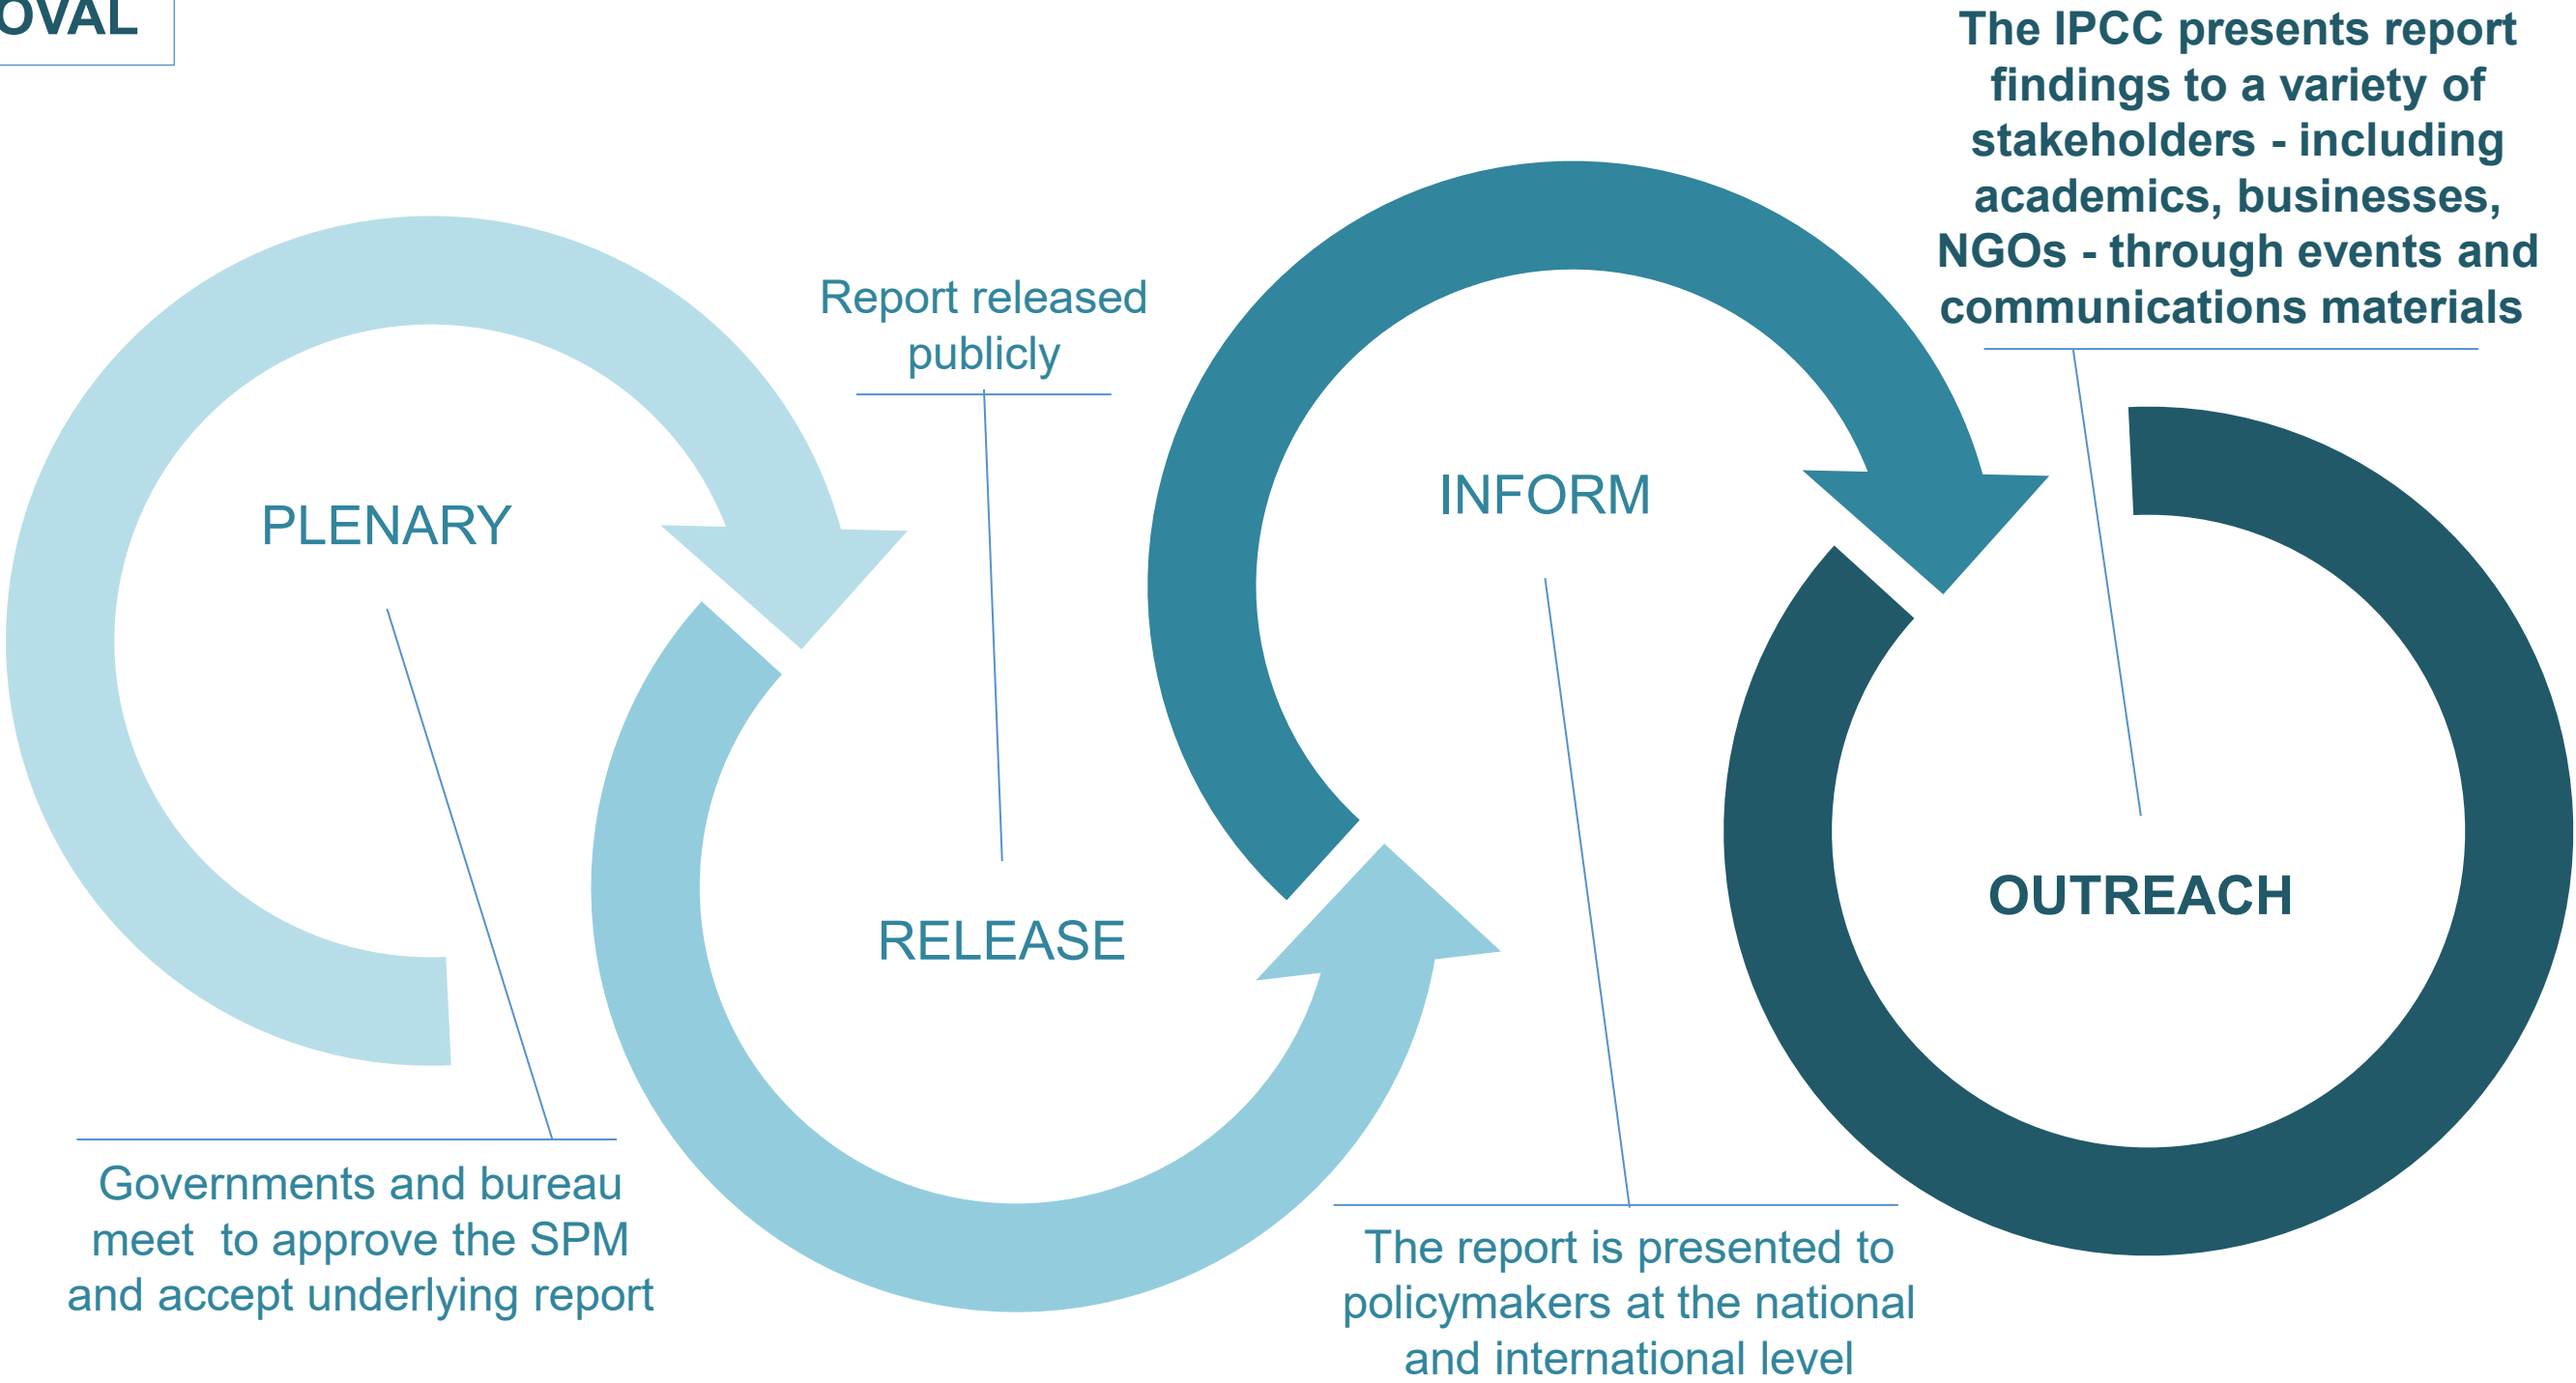 OVAL
The IPCC presents report
findings to a variety of
stakeholders - including
academics, businesses,
NGOs - through events and
communications materials
Report released
publicly
PLENARY
INFORM
RELEASE
OUTREACH
Governments and bureau
meet  to approve the SPM
and accept underlying report
The report is presented to
policymakers at the national
and international level